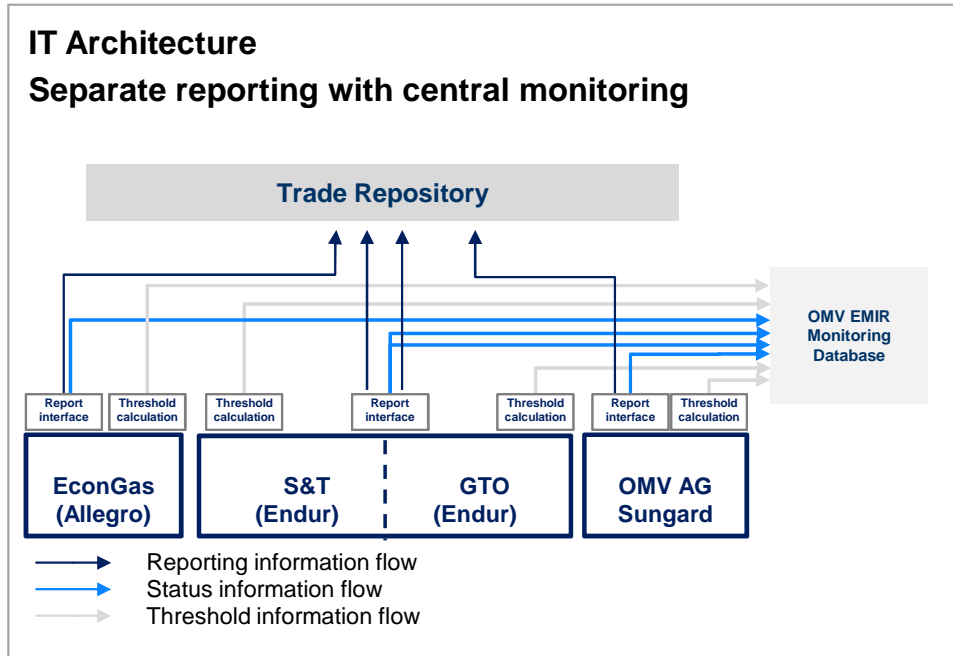 IT Architecture
Separate reporting with central monitoring
Trade Repository
OMV EMIR
Monitoring
Database
Report
interface
Threshold
calculation
Threshold
calculation
Report
interface
Threshold
calculation
Report
interface
Threshold
calculation
EconGas
(Allegro)
S&T
(Endur)
GTO
(Endur)
OMV AG
Sungard
Reporting information flow
Status information flow
Threshold information flow